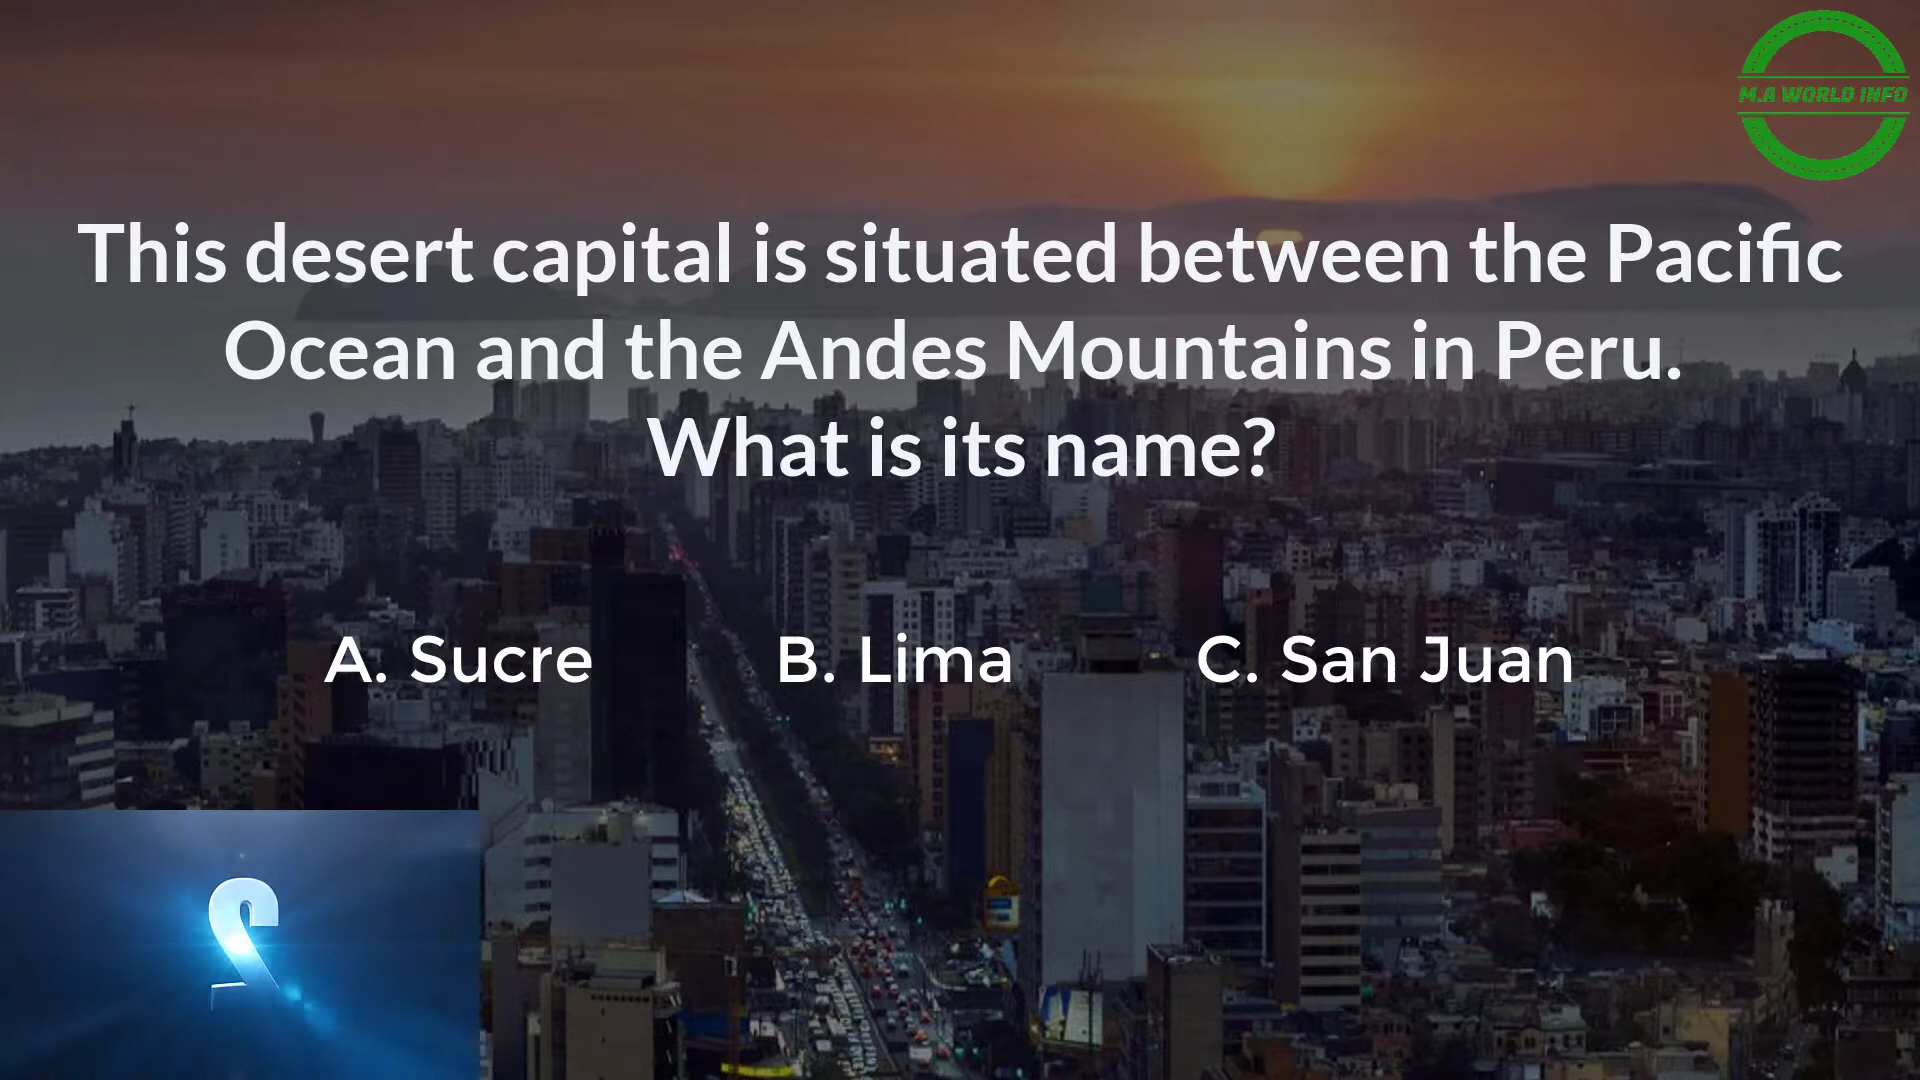 M.A WORLD INFO
This desert capital is situated between the Pacific
Ocean and the Andes Mountains in Peru.
What is its name?
A. Sucre B. Lima C. San Juan
2